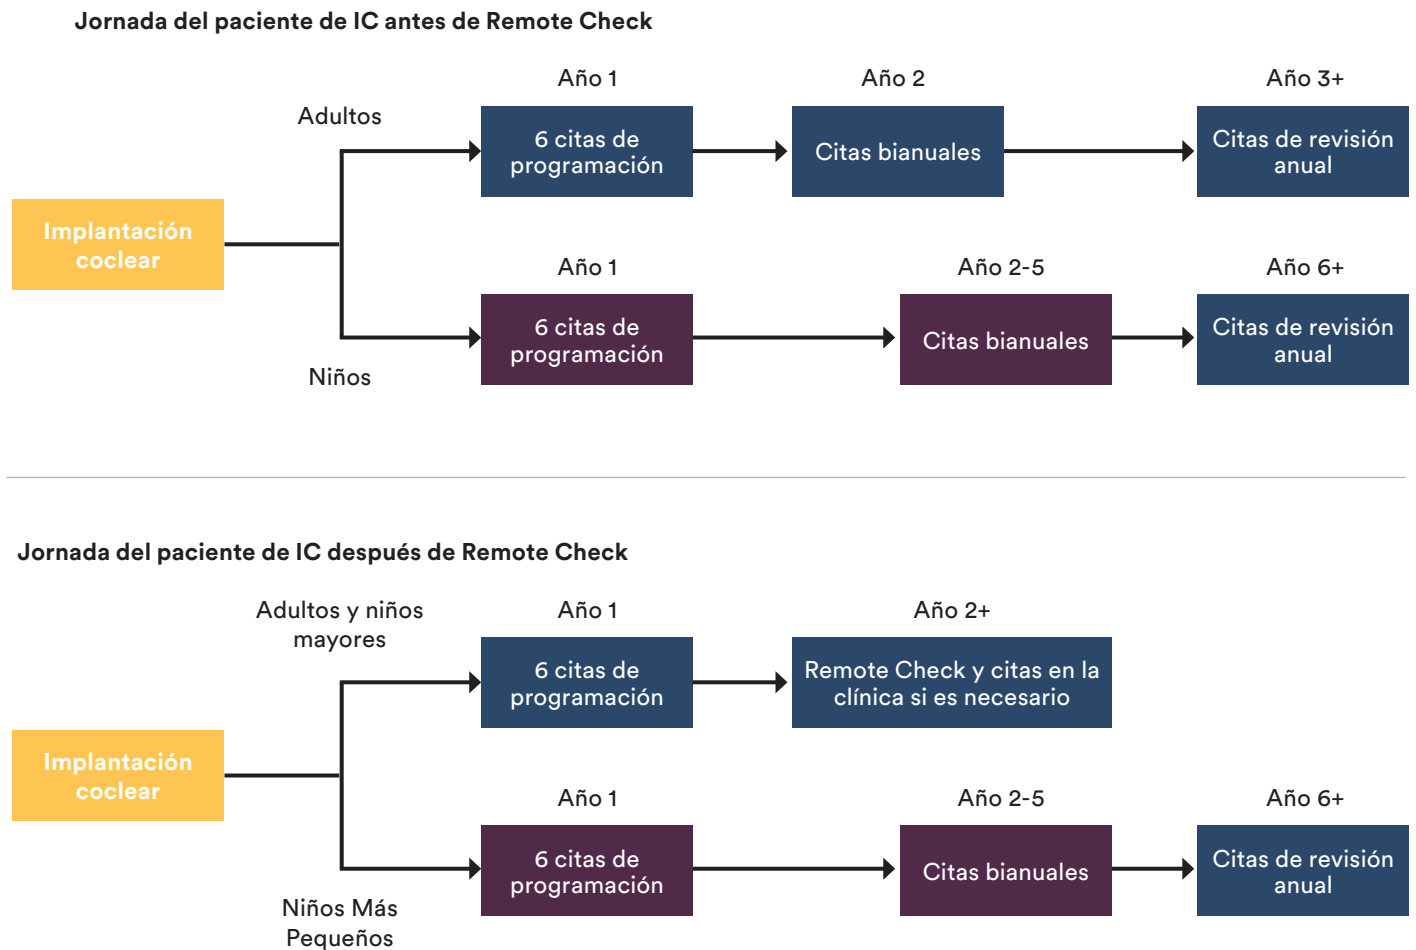 Jornada del paciente de IC antes de Remote Check
Año 1
Año 2
Año 3+
Adultos
6 citas de
programación
Citas bianuales
Citas de revisión
anual
Implantación
coclear
Año 1
Año 2-5
Año 6+
6 citas de
programación
Citas bianuales
Citas de revisión
anual
Niños
Jornada del paciente de IC después de Remote Check
Adultos y niños
mayores
Año 1
Año 2+
6 citas de
programación
Remote Check y citas en la
clínica si es necesario
Implantación
coclear
Año 1
Año 2-5
Año 6+
6 citas de
programación
Citas bianuales
Citas de revisión
anual
Niños Más
Pequeños